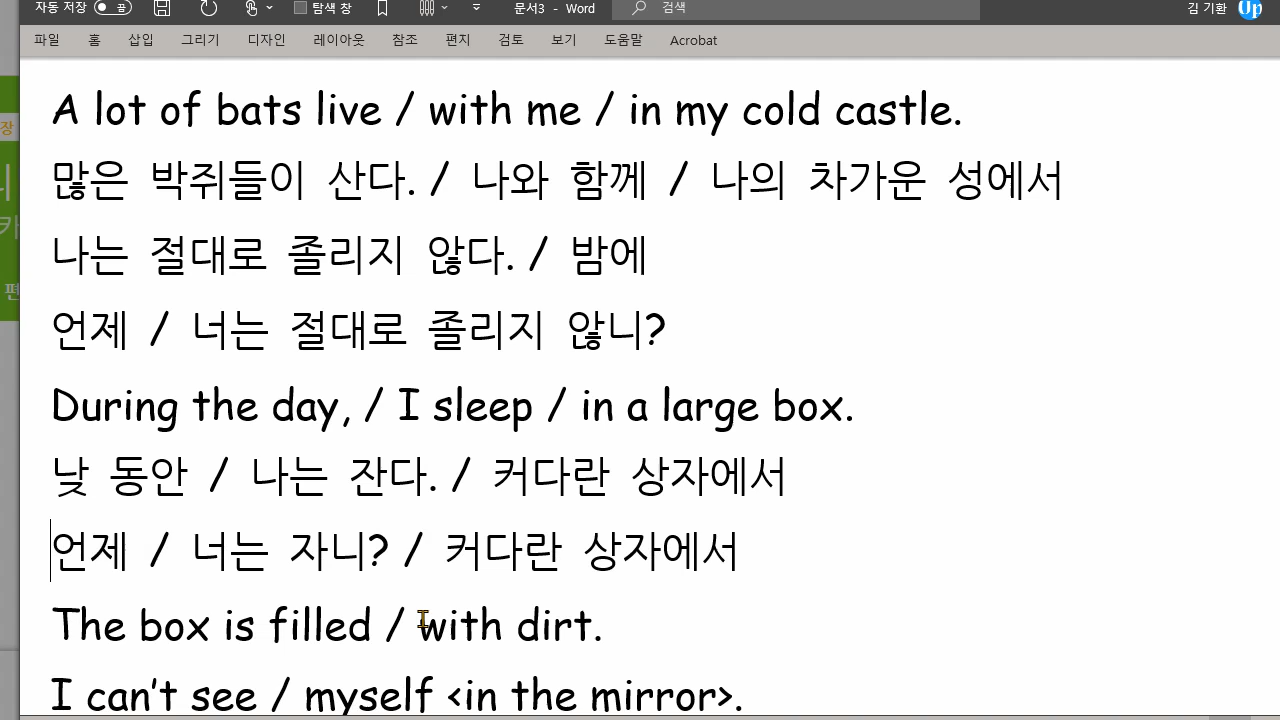 자동 저장 끔 탐색 창 문서3 - Word 검색 김 기환 Up
파일 홈 삽입 그리기 디자인 레이아웃 참조 편지 검토 보기 도움말 Acrobat
A lot of bats live / with me / in my cold castle.
많은 박쥐들이 산다. / 나와 함께 / 나의 차가운 성에서
나는 절대로 졸리지 않다. / 밤에
언제 / 너는 절대로 졸리지 않니?
During the day, / I sleep / in a large box.
낮 동안 / 나는 잔다. / 커다란 상자에서
언제 / 너는 자니? / 커다란 상자에서
The box is filled / with dirt.
I can't see / myself <in the mirror>.